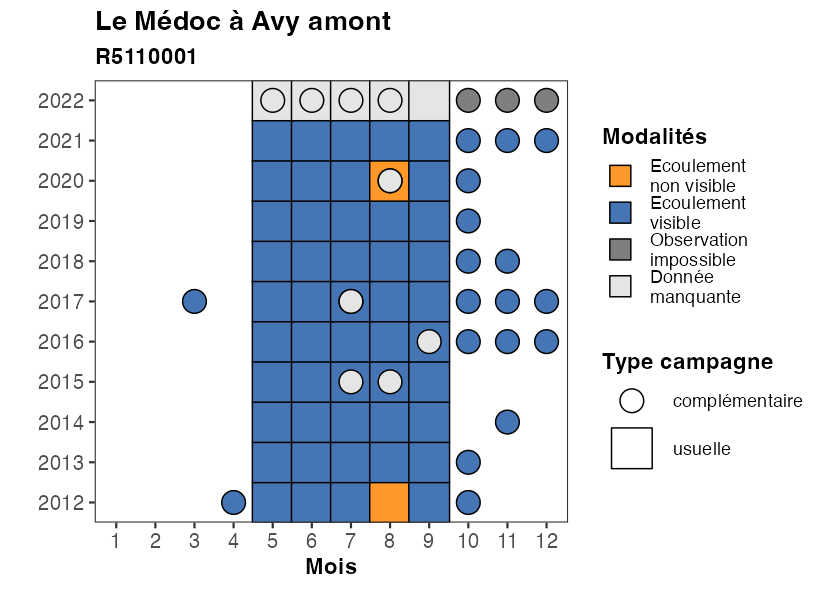 Le Médoc à Avy amont
R5110001
2022
2021
2020
2019
2018
2017
2016
2015
2014
2013
2012
1 2 3 4 5 6 7 8 9 10 11 12
Mois
Modalités
Ecoulement
non visible
Ecoulement
visible
Observation
impossible
Donnée
manquante
Type campagne
complémentaire
usuelle